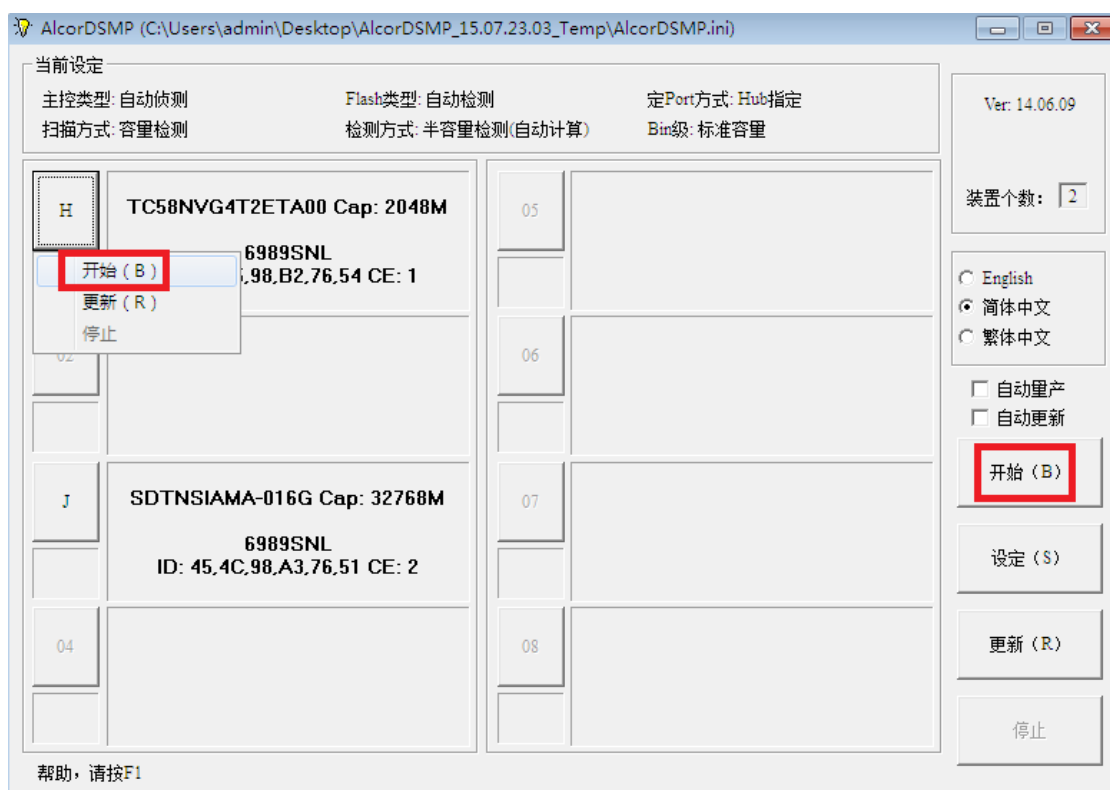 AlcorDSMP (C:\Users\admin\Desktop\AlcorDSMP_15.07.23.03_Temp\AlcorDSMP.ini)
当前设定
主控类型: 自动侦测 Flash类型: 自动检测 定Port方式: Hub指定
扫描方式: 容量检测 检测方式: 半容量检测(自动计算) Bin级: 标准容量
Ver: 14.06.09
装置个数: 2
H
TC58NVG4T2ETA00 Cap: 2048M
6989SNL
,98,B2,76,54 CE: 1
开始 ( B )
更新 ( R )
停止
02
J
SDTNSIAMA-016G Cap: 32768M
6989SNL
ID: 45,4C,98,A3,76,51 CE: 2
04
05
06
07
08
English
简体中文
繁体中文
自动量产
自动更新
开始 (B)
设定 (S)
更新 (R)
停止
帮助，请按F1